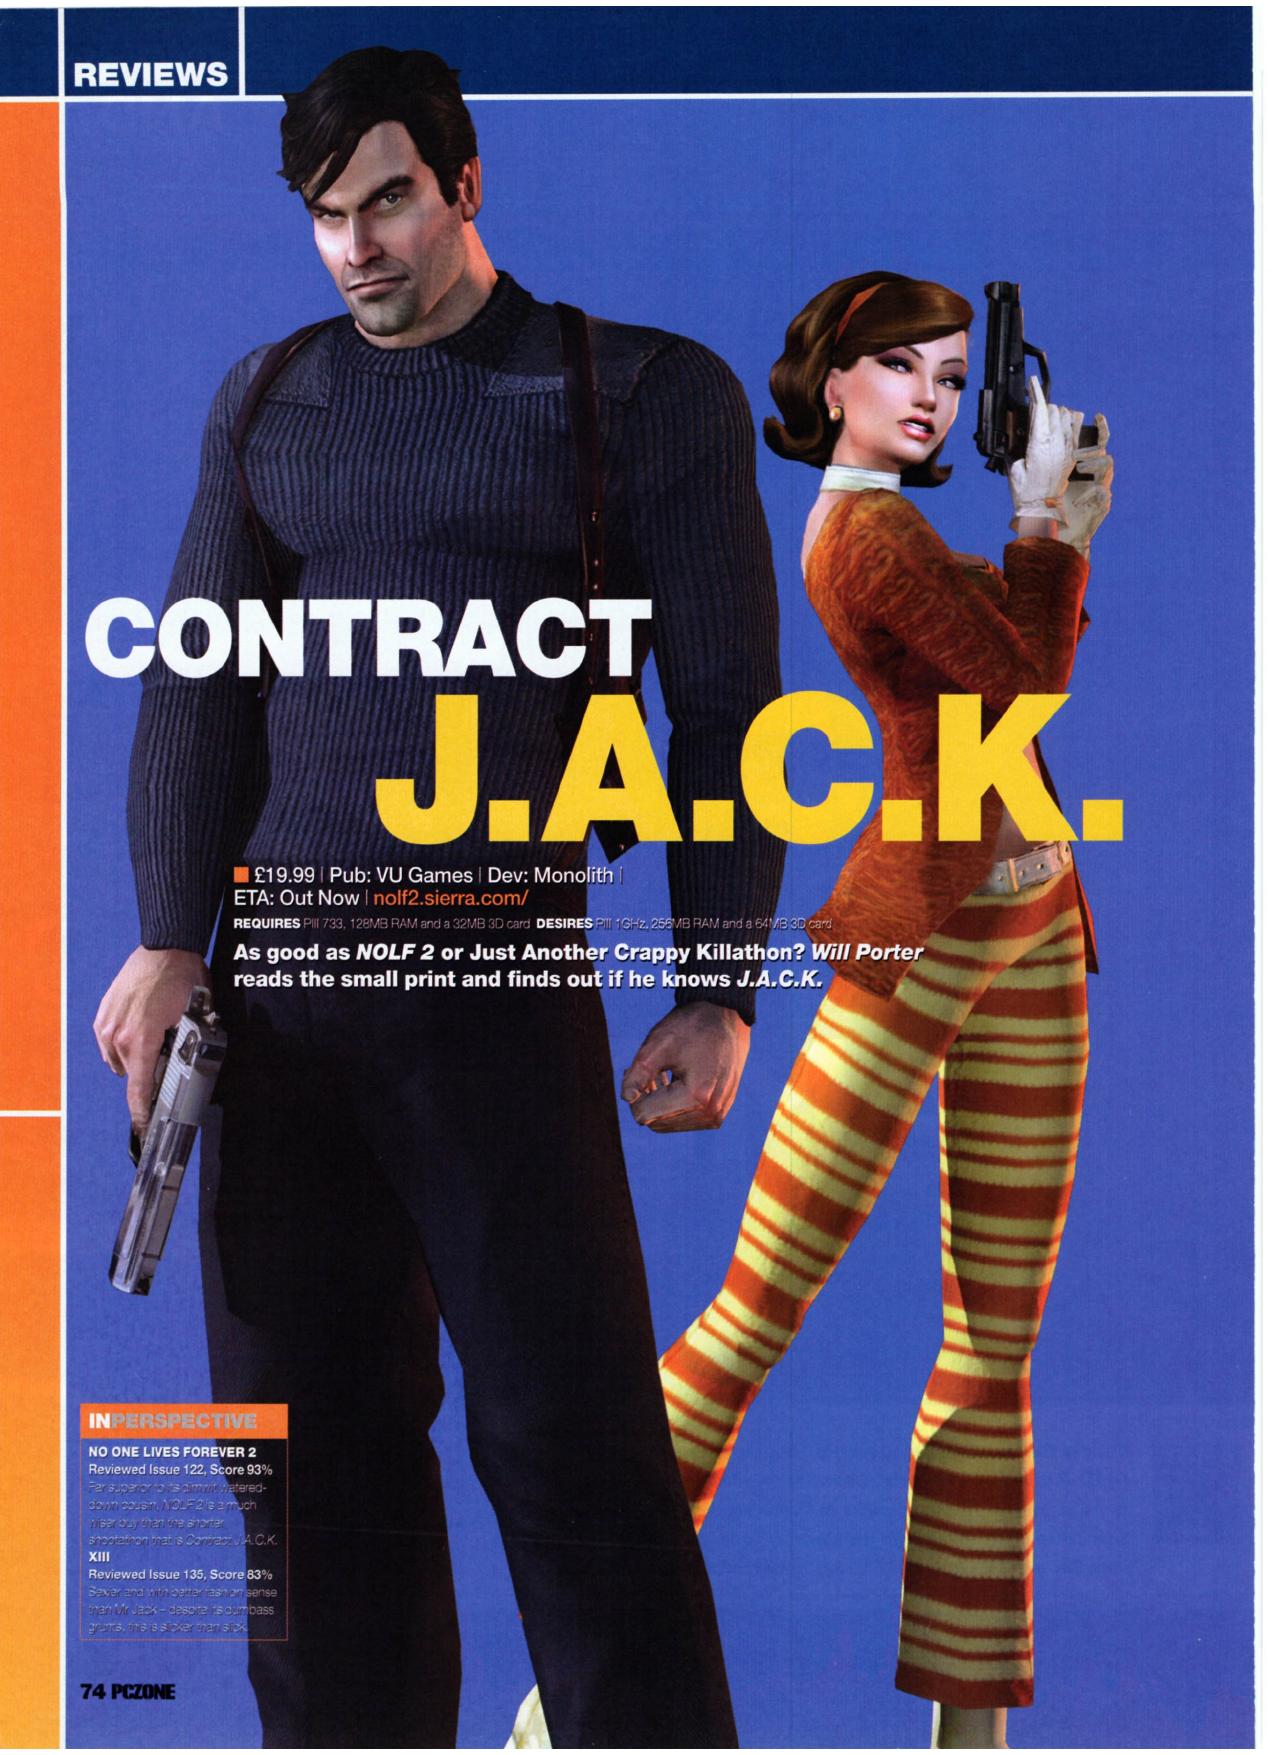 REVIEWS
CONTRACT
J.A.C.K.
£19.99 | Pub: VU Games | Dev: Monolith |
ETA: Out Now | nolf2.sierra.com/
REQUIRES PIII 733, 128MB RAM and a 32MB 3D card DESIRES PIII 1GHz, 256MB RAM and a 64MB 3D card
As good as NOLF 2 or Just Another Crappy Killathon? Will Porter
reads the small print and finds out if he knows J.A.C.K.
INPERSPECTIVE
NO ONE LIVES FOREVER 2
Reviewed Issue 122, Score 93%
Far superior to its dimwit watered-
down cousin, NOLF 2 is a much
wiser buy than the shorter
shootathon that is Contract J.A.C.K.
XIII
Reviewed Issue 135, Score 83%
Sexier and with better fashion sense
than Mr Jack – despite its dumbass
grunts, this is slicker than slick.
74 PCZONE